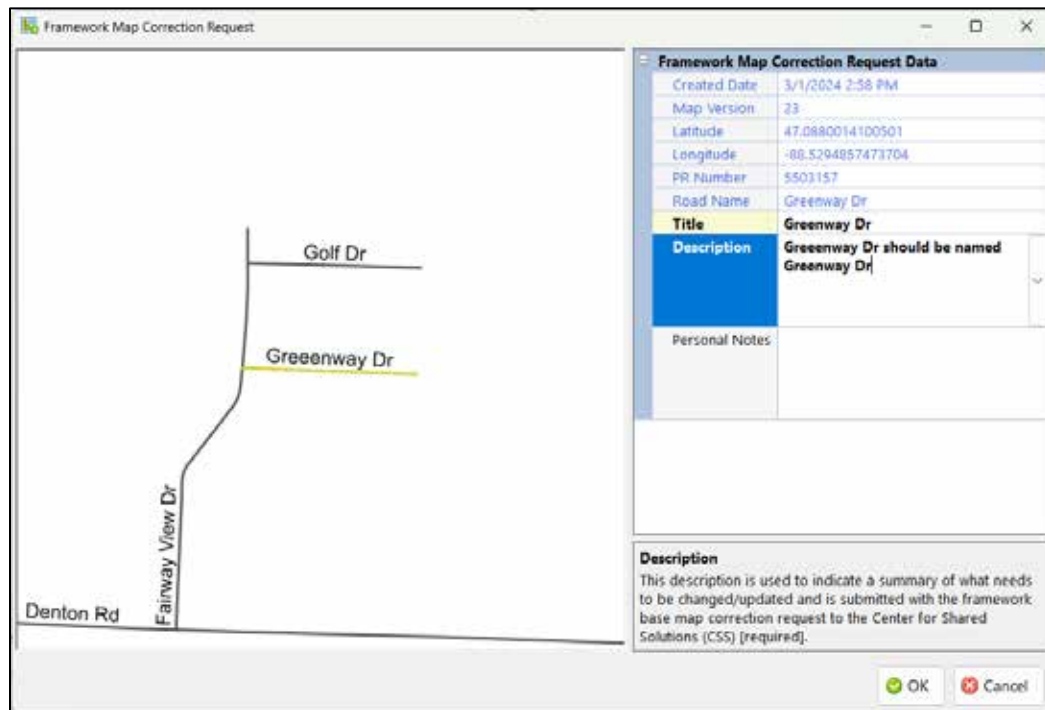 Framework Map Correction Request
Golf Dr
Greeenway Dr
Fairway View Dr
Denton Rd
Framework Map Correction Request Data
Created Date 3/1/2024 2:58 PM
Map Version 23
Latitude 47.0880014100501
Longitude -88.5294857473704
PR Number 5503157
Road Name Greenway Dr
Title Greenway Dr
Description Greeenway Dr should be named
Greenway Dr
Personal Notes
Description
This description is used to indicate a summary of what needs
to be changed/updated and is submitted with the framework
base map correction request to the Center for Shared
Solutions (CSS) [required].
OK Cancel